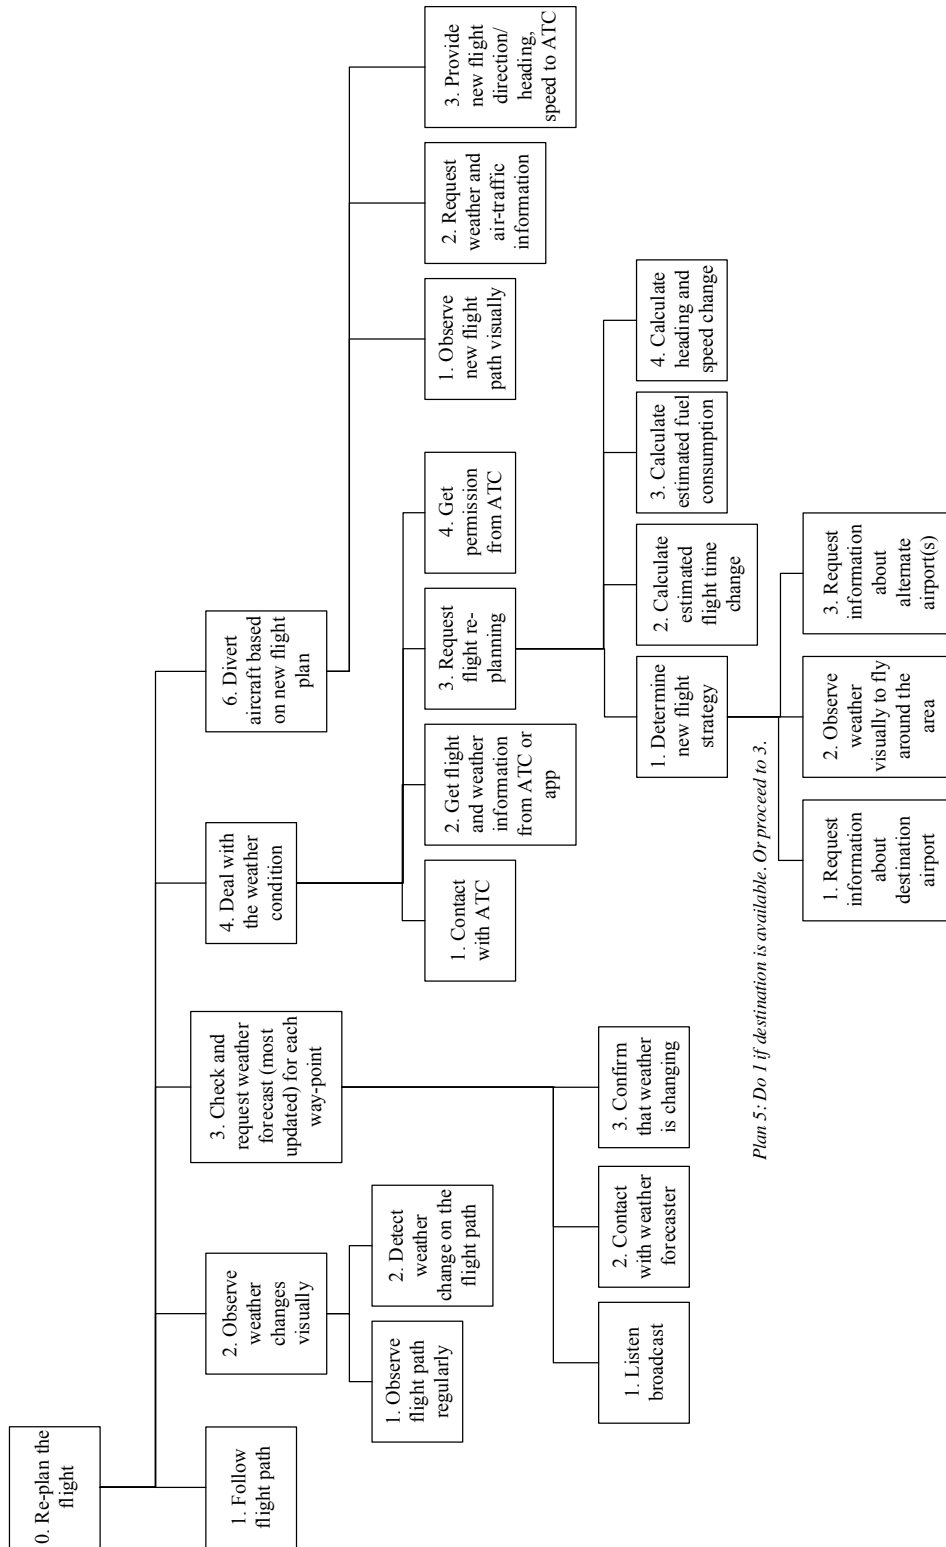 0. Re-plan the
flight
1. Follow
flight path
2. Observe
weather
changes
visually
3. Check and
request weather
forecast (most
updated) for each
way-point
4. Deal with
the weather
condition
6. Divert
aircraft based
on new flight
plan
1. Observe
flight path
regularly
2. Detect
weather
change on the
flight path
1. Listen
broadcast
2. Contact
with weather
forecaster
3. Confirm
that weather
is changing
1. Contact
with ATC
2. Get flight
and weather
information
from ATC or
app
3. Request
flight re-
planning
4. Get
permission
from ATC
1. Observe
new flight
path visually
2. Request
weather and
air-traffic
information
3. Provide
new flight
direction/
heading,
speed to ATC
1. Determine
new flight
strategy
2. Calculate
estimated
flight time
change
3. Calculate
estimated fuel
consumption
4. Calculate
heading and
speed change
Plan 5: Do 1 if destination is available. Or proceed to 3.
1. Request
information
about
destination
airport
2. Observe
weather
visually to fly
around the
area
3. Request
information
about
alternate
airport(s)